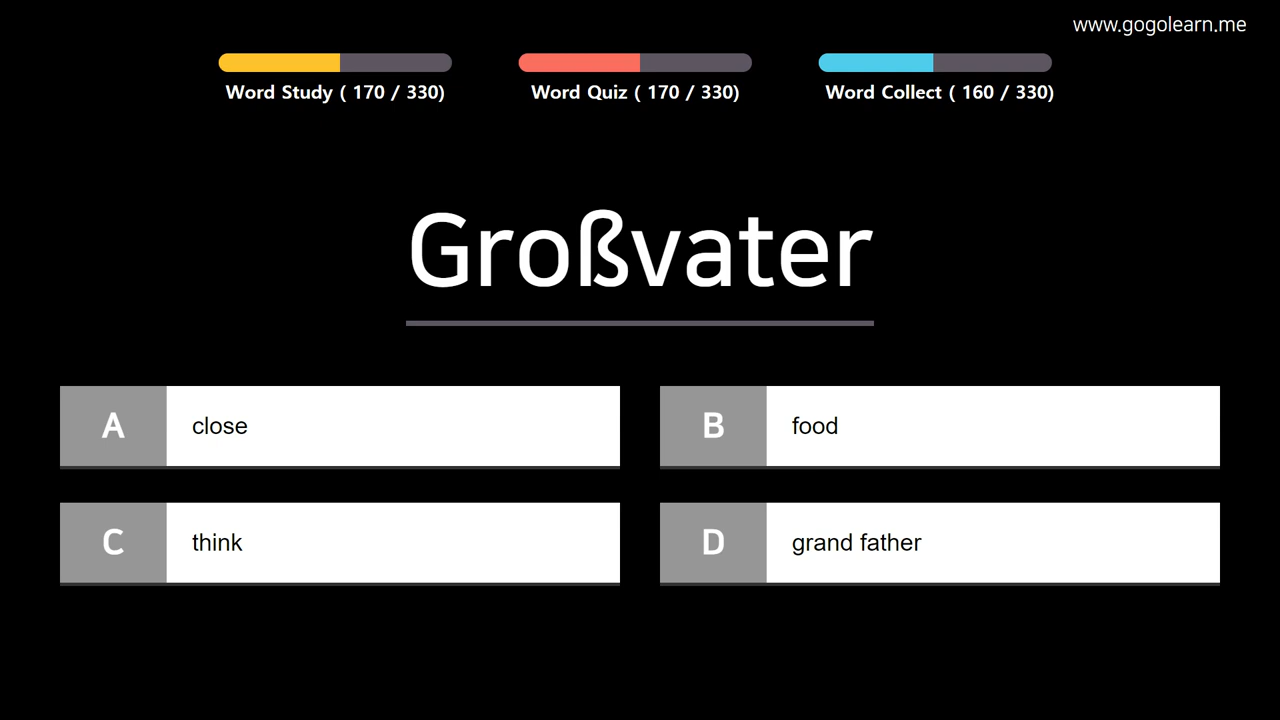 www.gogolearn.me
Word Study ( 170 / 330)
Word Quiz ( 170 / 330)
Word Collect ( 160 / 330)
Großvater
A close
B food
C think
D grand father